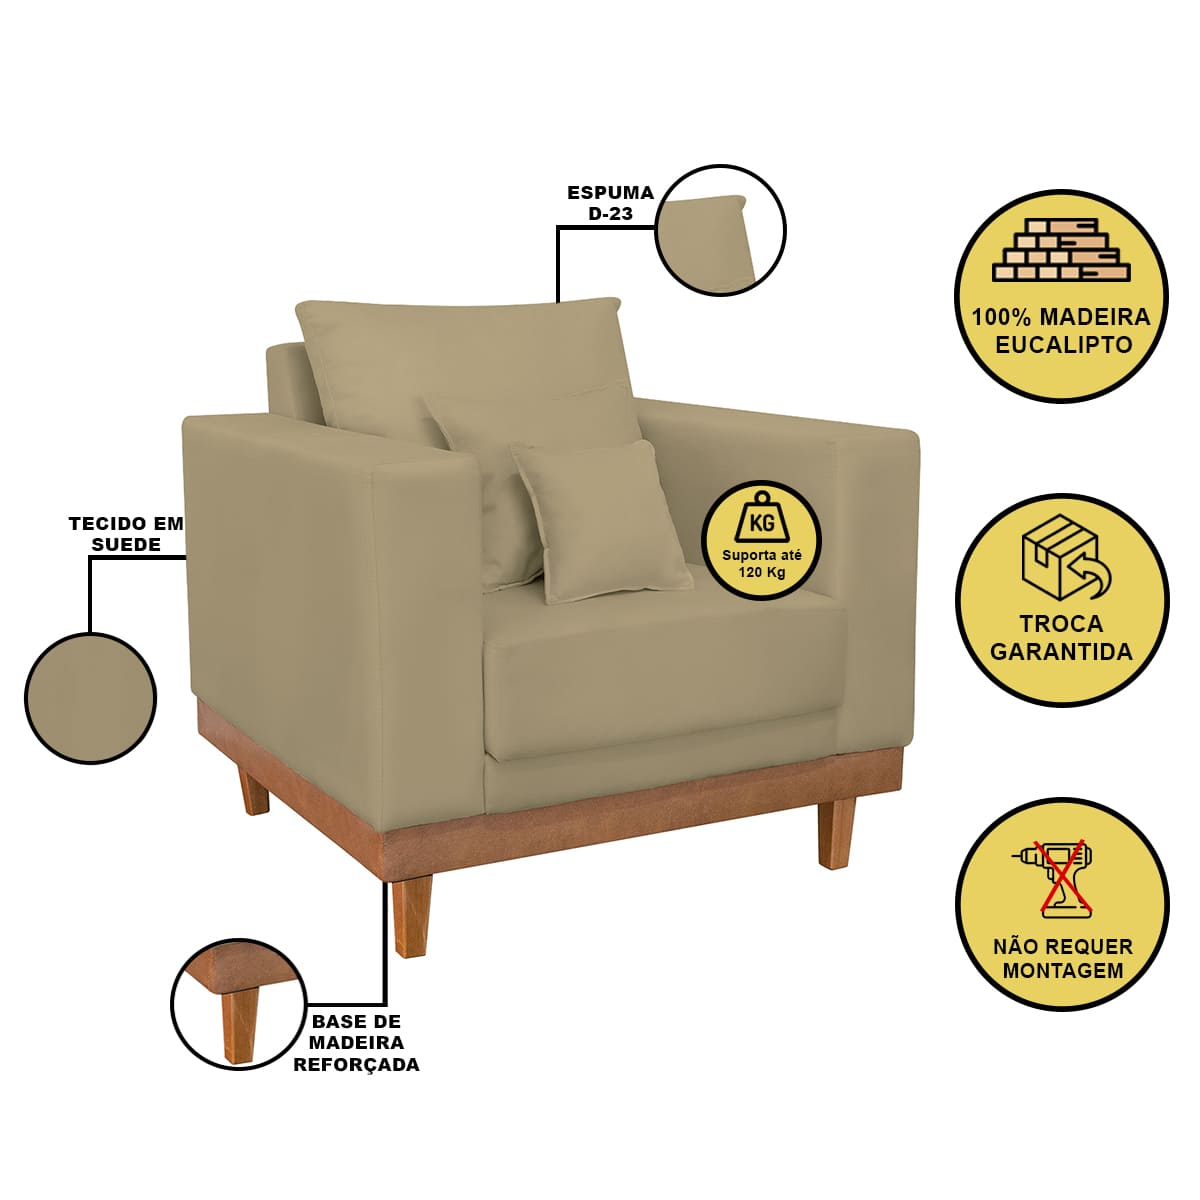 ESPUMA
D-23
100% MADEIRA
EUCALIPTO
TECIDO EM
SUEDE
KG
Suporta até
120 Kg
TROCA
GARANTIDA
NÃO REQUER
MONTAGEM
BASE DE
MADEIRA
REFORÇADA